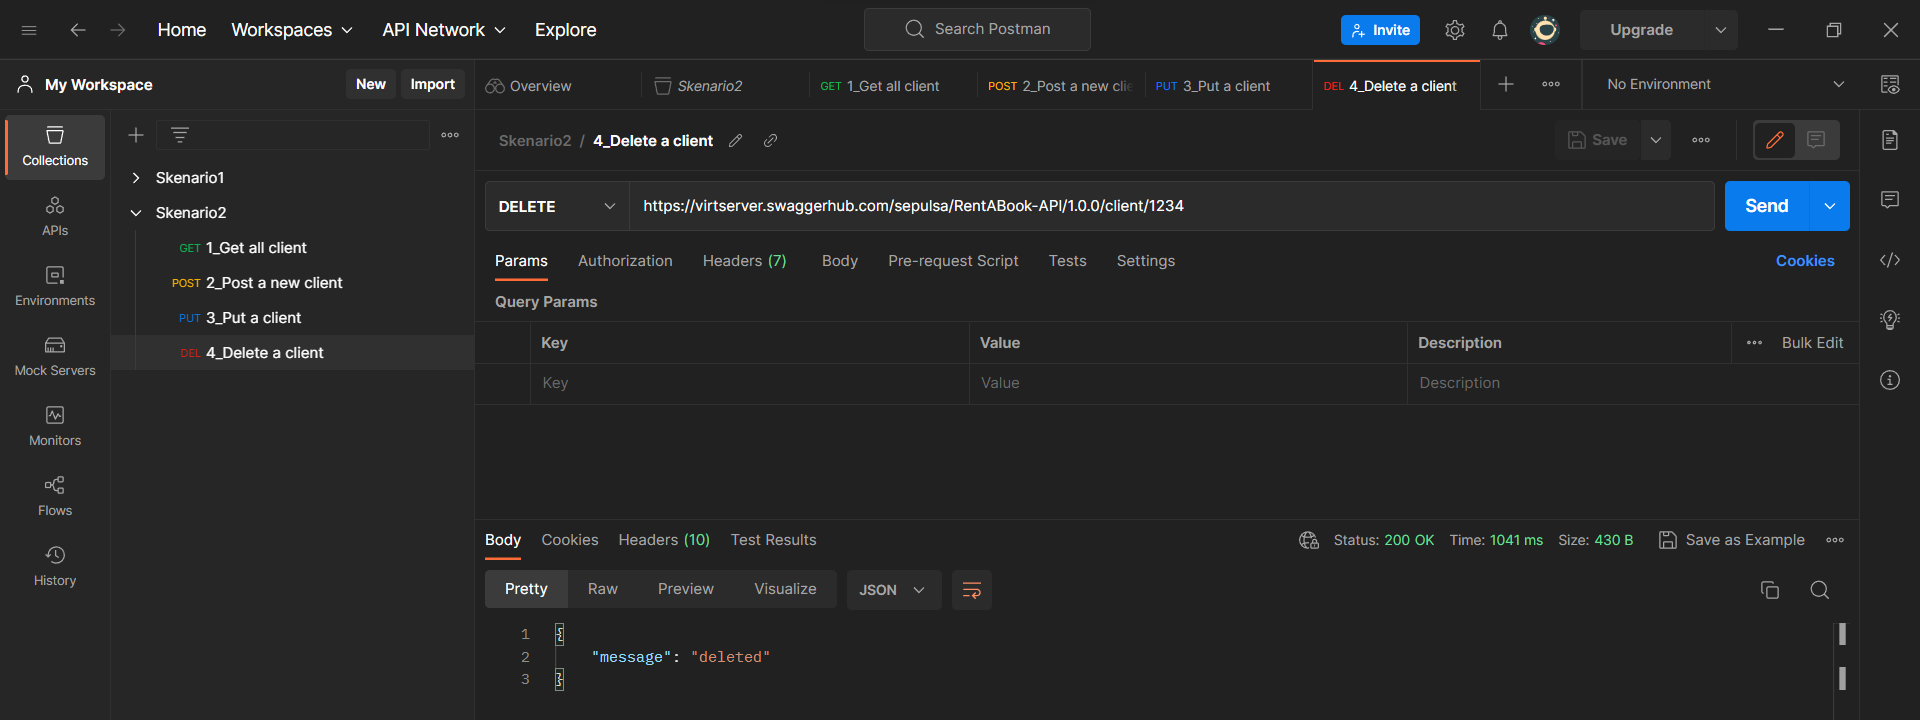 Home Workspaces API Network Explore Search Postman Invite Upgrade
My Workspace New Import
Overview Skenario2 GET 1_Get all client POST 2_Post a new clie PUT 3_Put a client DEL 4_Delete a client No Environment
Collections
APIs
Environments
Mock Servers
Monitors
Flows
History
Skenario1
Skenario2
GET 1_Get all client
POST 2_Post a new client
PUT 3_Put a client
DEL 4_Delete a client
Skenario2 / 4_Delete a client Save
DELETE https://virtserver.swaggerhub.com/sepulsa/RentABook-API/1.0.0/client/1234 Send
Params Authorization Headers (7) Body Pre-request Script Tests Settings Cookies
Query Params
Key Value Description Bulk Edit
Key Value Description
Body Cookies Headers (10) Test Results Status: 200 OK Time: 1041 ms Size: 430 B Save as Example
Pretty Raw Preview Visualize JSON
1 {
2 "message": "deleted"
3 }